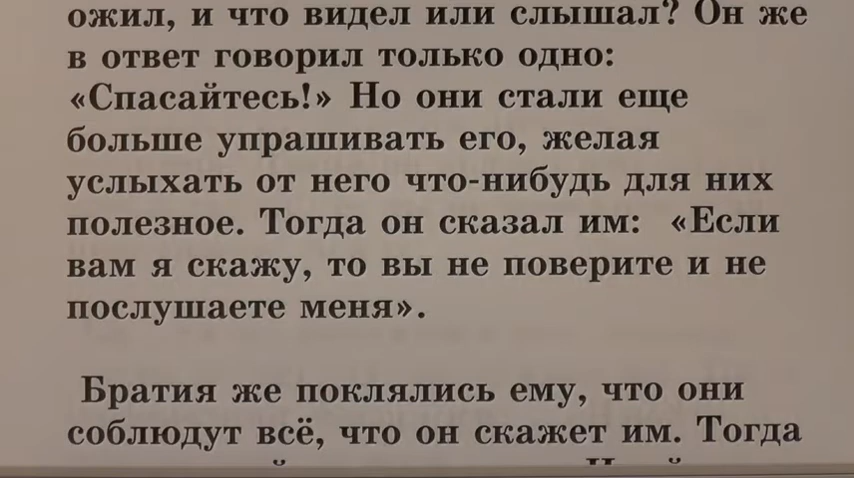 ожил, и что видел или слышал? Он же
в ответ говорил только одно:
«Спасайтесь!» Но они стали еще
больше упрашивать его, желая
услыхать от него что-нибудь для них
полезное. Тогда он сказал им: «Если
вам я скажу, то вы не поверите и не
послушаете меня».
Братия же поклялись ему, что они
соблюдут всё, что он скажет им. Тогда